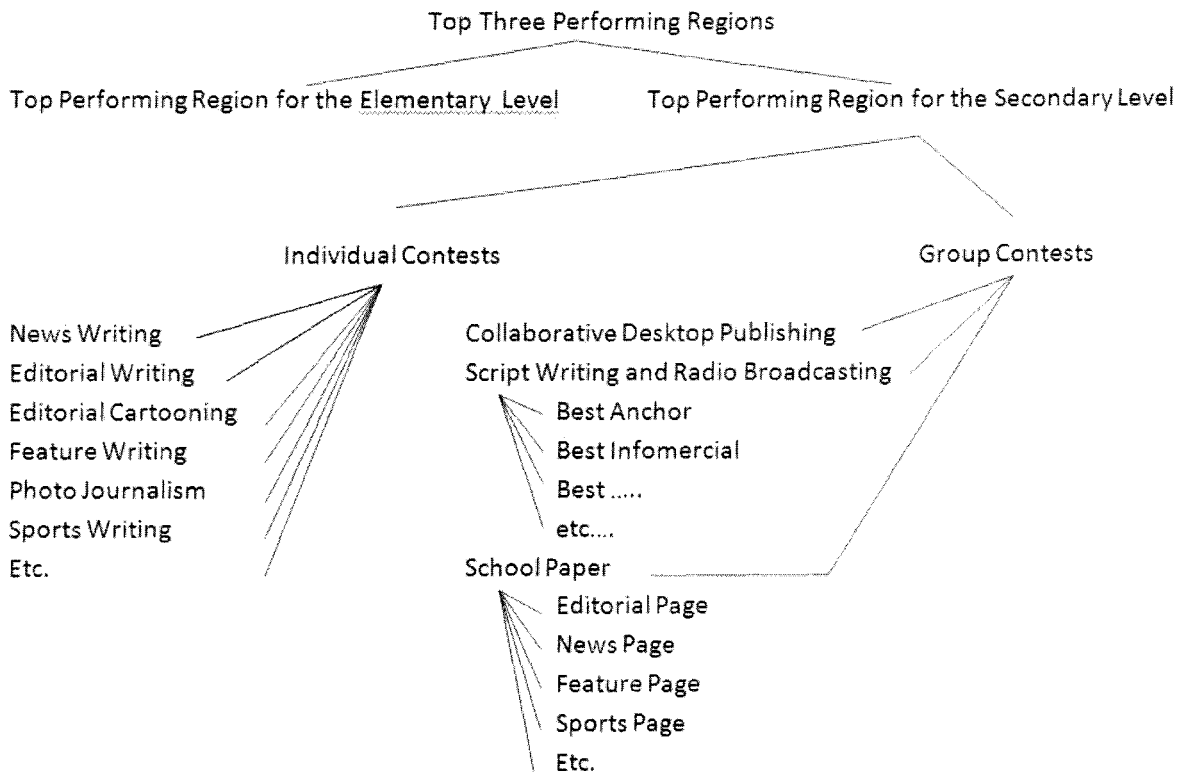 Top Three Performing Regions
Top Performing Region for the Elementary Level
Top Performing Region for the Secondary Level
Individual Contests
Group Contests
News Writing
Editorial Writing
Editorial Cartooning
Feature Writing
Photo Journalism
Sports Writing
Etc.
Collaborative Desktop Publishing
Script Writing and Radio Broadcasting
Best Anchor
Best Infomercial
Best .....
etc....
School Paper
Editorial Page
News Page
Feature Page
Sports Page
Etc.